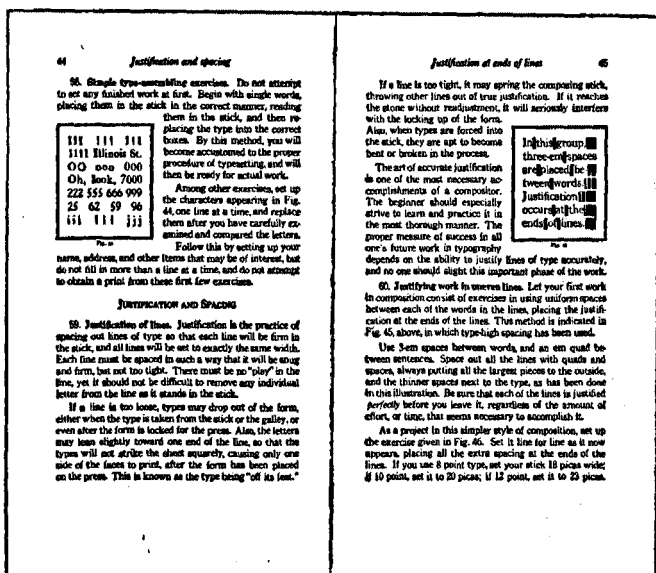 64 Justification and spacing
58. Simple type-assembling exercises. Do not attempt
to set any finished work at first. Begin with single words,
placing them in the stick in the correct manner, reading
them in the stick, and then re-
placing the type into the correct
boxes. By this method, you will
become accustomed to the proper
procedure of typesetting, and will
then be ready for actual work.
Among other exercises, set up
the characters appearing in Fig.
44, one line at a time, and replace
them after you have carefully ex-
amined and compared the letters.
Follow this by setting up your
name, address, and other items that may be of interest, but
do not fill in more than a line at a time, and do not attempt
to obtain a print from these first few exercises.
1111 Illinois St.
OO 000
Oh, Book, 7000
222 555 666 999
25 62 59 96
jjj
JUSTIFICATION AND SPACING
59. Justification of lines. Justification is the practice of
spacing out lines of type so that each line will be firm in
the stick, and all lines will be set to exactly the same width.
Each line must be spaced in such a way that it will be snug
and firm, but not too tight. There must be no "play" in the
line, yet it should not be difficult to remove any individual
letter from the line as it stands in the stick.
If a line is too loose, types may drop out of the form,
either when the type is taken from the stick or the galley, or
even after the form is locked for the press. Also, the letters
may lean slightly toward one end of the line, so that the
types will not strike the sheet squarely, causing only one
side of the faces to print, after the form has been placed
on the press. This is known as the type being "off its feet."
Justification at ends of lines 65
If a line is too tight, it may spring the composing stick,
throwing other lines out of true justification. If it reaches
the stone without readjustment, it will seriously interfere
with the locking up of the form.
Also, when types are forced into
the stick, they are apt to become
bent or broken in the process.
The art of accurate justification
is one of the most necessary ac-
complishments of a compositor.
The beginner should especially
strive to learn and practice it in
the most thorough manner. The
proper measure of success in all
one's future work in typography
depends on the ability to justify lines of type accurately,
and no one should slight this important phase of the work.
In this group,
three-em spaces
are placed be-
tween words.
Justification
occurs at the
ends of lines.
60. Justifying work in uneven lines. Let your first work
in composition consist of exercises in using uniform spaces
between each of the words in the lines, placing the justifi-
cation at the ends of the lines. This method is indicated in
Fig. 45, above, in which type-high spacing has been used.
Use 3-em spaces between words, and an em quad be-
tween sentences. Space out all the lines with quads and
spaces, always putting all the largest pieces to the outside,
and the thinner spaces next to the type, as has been done
in this illustration. Be sure that each of the lines is justified
perfectly before you leave it, regardless of the amount of
effort, or time, that seems necessary to accomplish it.
As a project in this simpler style of composition, set up
the exercise given in Fig. 46. Set it line for line as it now
appears, placing all the extra spacing at the ends of the
lines. If you use 8 point type, set your stick 18 picas wide;
if 10 point, set it to 20 picas; if 12 point, set it to 23 picas.